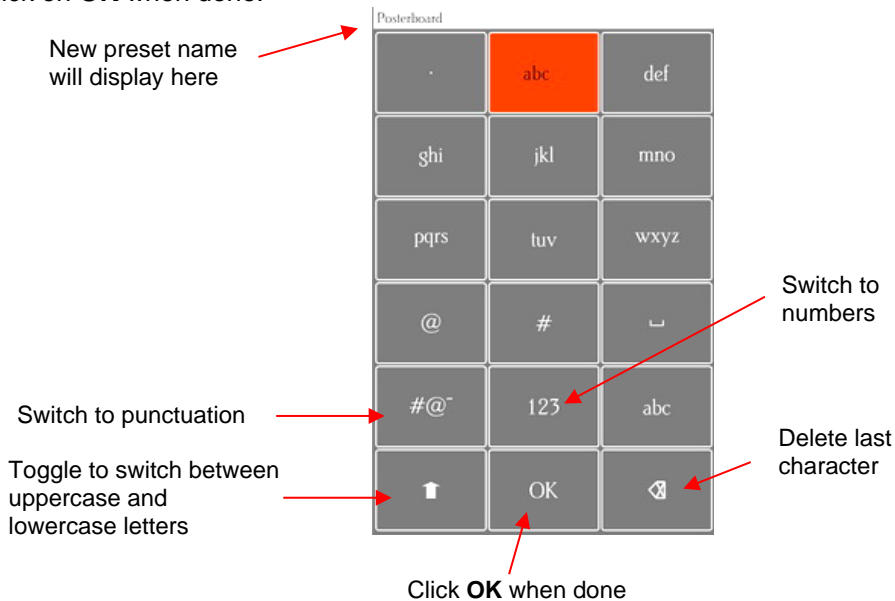 Posterboard
New preset name
will display here
.
abc
def
ghi
jkl
mno
pqrs
tuv
wxyz
@
#
Switch to
numbers
#@¯
123
abc
Switch to punctuation
Delete last
character
Toggle to switch between
uppercase and
lowercase letters
OK
Click OK when done